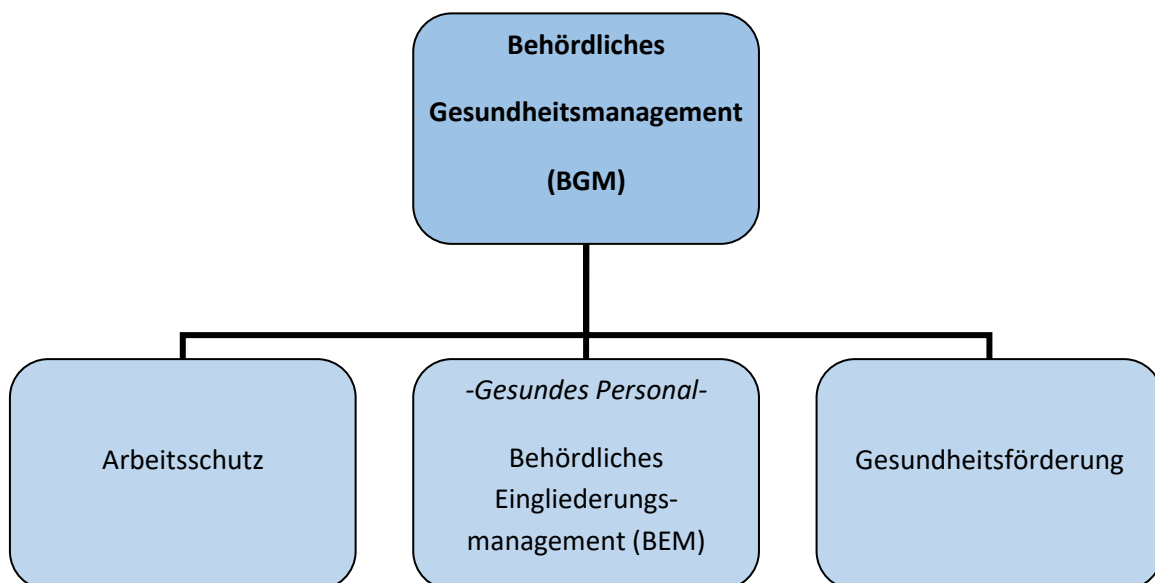 Behördliches
Gesundheitsmanagement
(BGM)
Arbeitsschutz
-Gesundes Personal-
Behördliches
Eingliederungs-
management (BEM)
Gesundheitsförderung